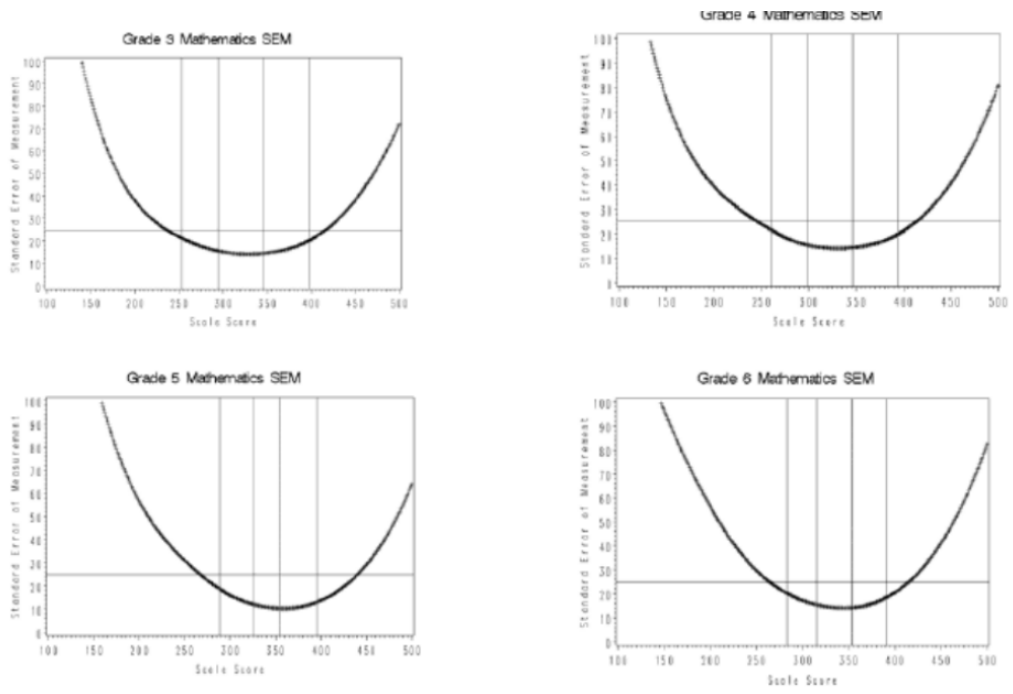 Grade 3 Mathematics SEM
Standard Error of Measurement
100
90
80
70
60
50
40
30
20
10
0
100 150 200 250 300 350 400 450 500
Scale Score
Grade 4 Mathematics SEM
Standard Error of Measurement
100
90
80
70
60
50
40
30
20
10
0
100 150 200 250 300 350 400 450 500
Scale Score
Grade 5 Mathematics SEM
Standard Error of Measurement
100
90
80
70
60
50
40
30
20
10
0
100 150 200 250 300 350 400 450 500
Scale Score
Grade 6 Mathematics SEM
Standard Error of Measurement
100
90
80
70
60
50
40
30
20
10
0
100 150 200 250 300 350 400 450 500
Scale Score